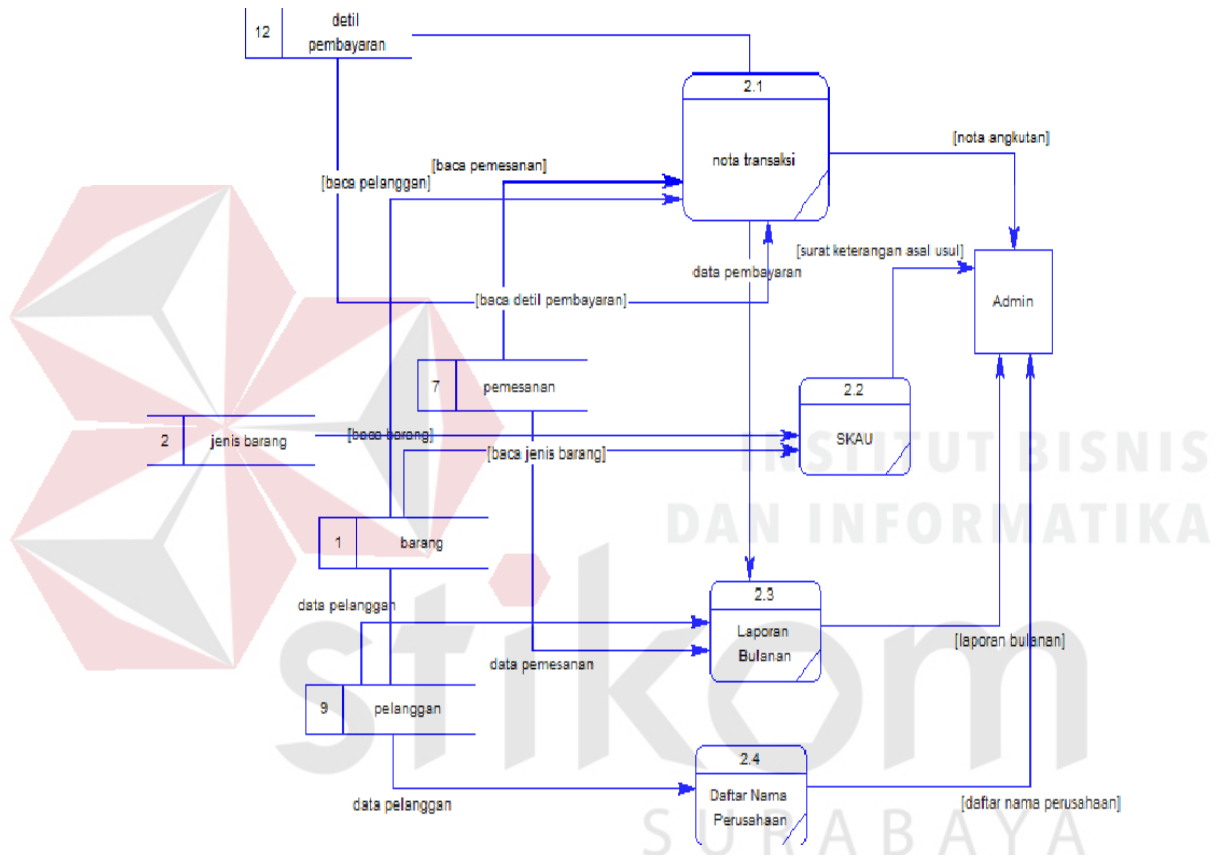 12
detil
pembayaran
2.1
nota transaksi
[nota angkutan]
[baca pemesanan]
[baca pelanggan]
[surat keterangan asal usul]
data pembayaran
[baca detil pembayaran]
Admin
7
pemesanan
2.2
SKAU
2
jenis barang
[baca barang]
[baca jenis barang]
INSTITUT BISNIS
DAN INFORMATIKA
1
barang
data pelanggan
2.3
Laporan
Bulanan
[laporan bulanan]
data pemesanan
9
pelanggan
stikom
2.4
Daftar Nama
Perusahaan
data pelanggan
[daftar nama perusahaan]
SURABAYA